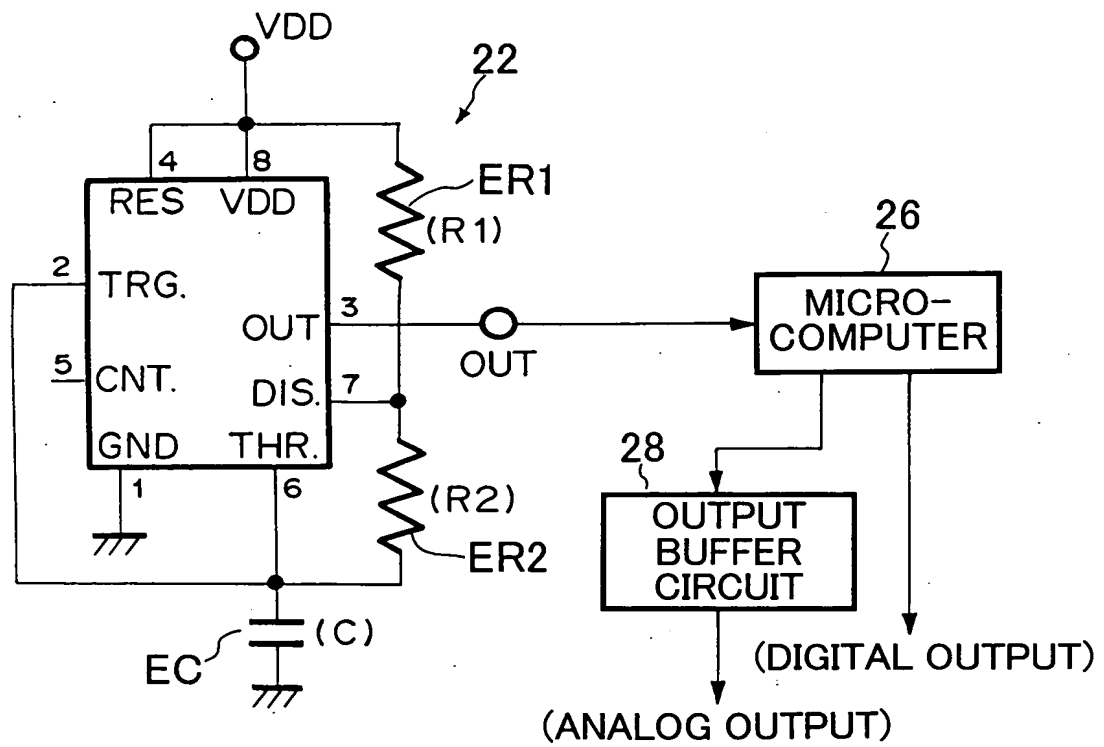 VDD
22
4
8
RES
VDD
ER1
(R1)
2
TRG.
3
OUT
OUT
26
MICRO-
COMPUTER
5
CNT.
7
DIS.
GND
THR.
1
6
(R2)
ER2
28
OUTPUT
BUFFER
CIRCUIT
EC
(C)
(DIGITAL OUTPUT)
(ANALOG OUTPUT)